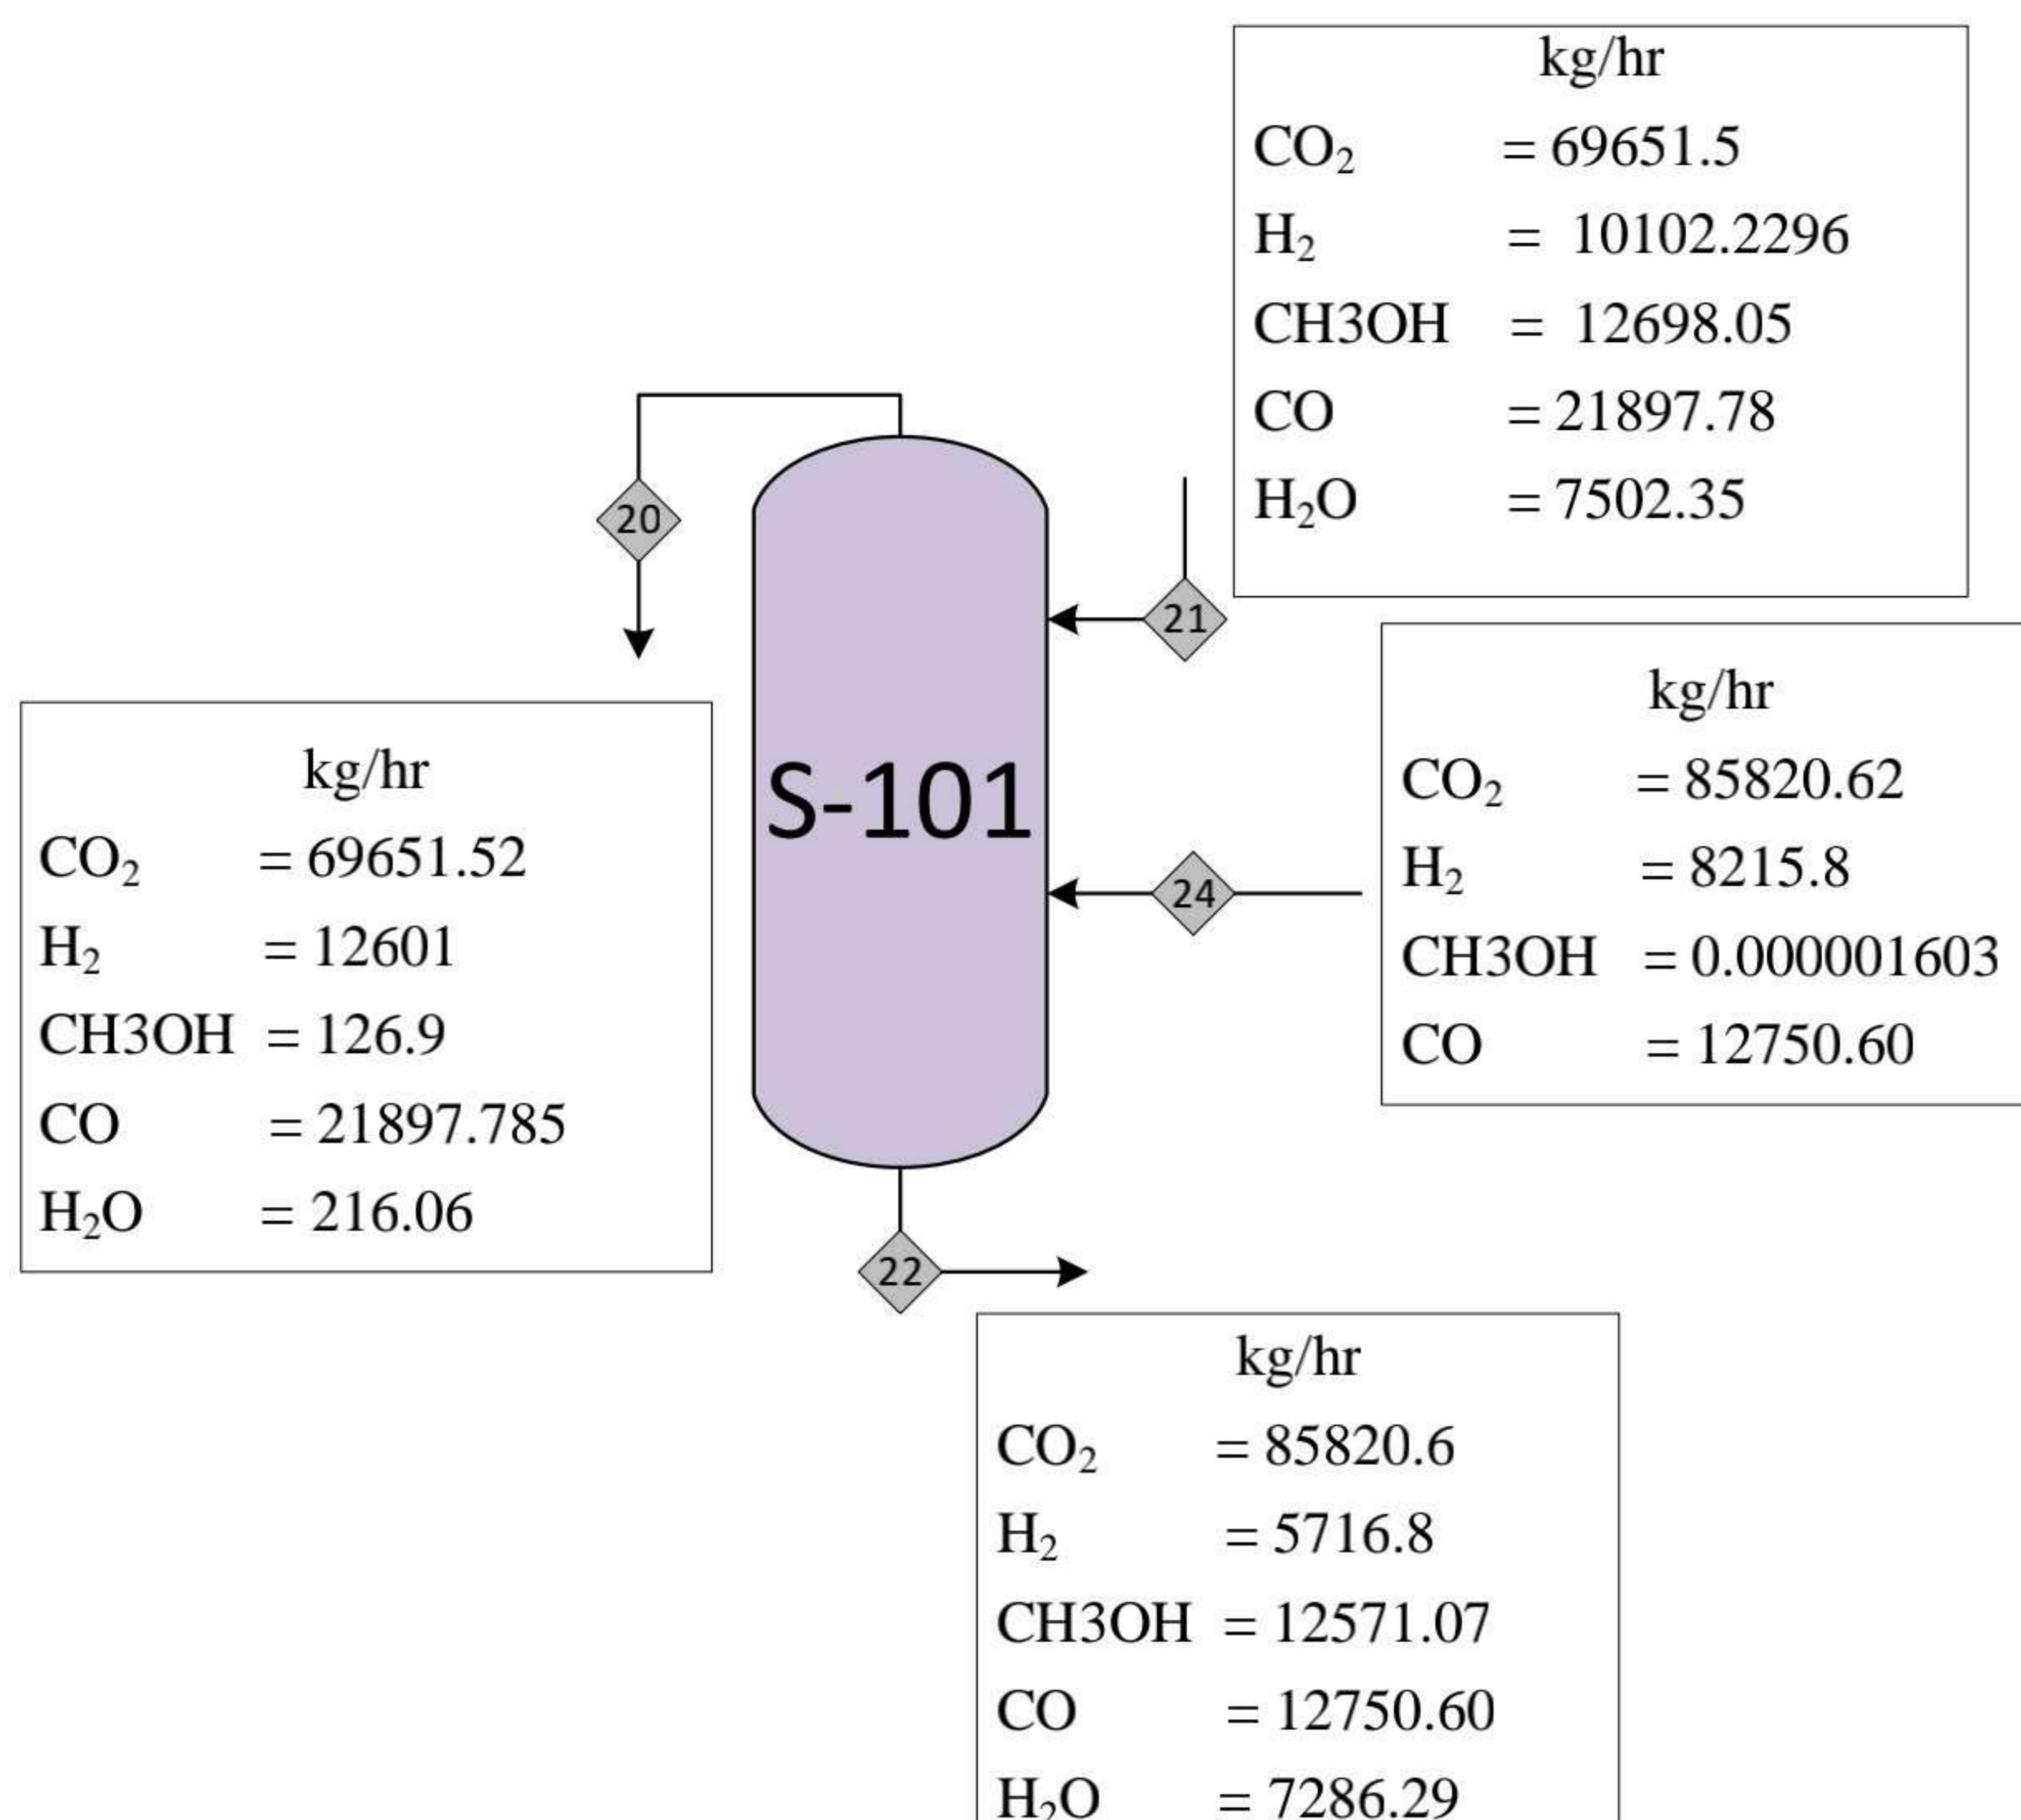 kg/hr
CO₂ = 69651.5
H₂ = 10102.2296
CH3OH = 12698.05
CO = 21897.78
H₂O = 7502.35
20
21
kg/hr
CO₂ = 85820.62
H₂ = 8215.8
CH3OH = 0.000001603
CO = 12750.60
kg/hr
CO₂ = 69651.52
H₂ = 12601
CH3OH = 126.9
CO = 21897.785
H₂O = 216.06
S-101
24
22
kg/hr
CO₂ = 85820.6
H₂ = 5716.8
CH3OH = 12571.07
CO = 12750.60
H₂O = 7286.29